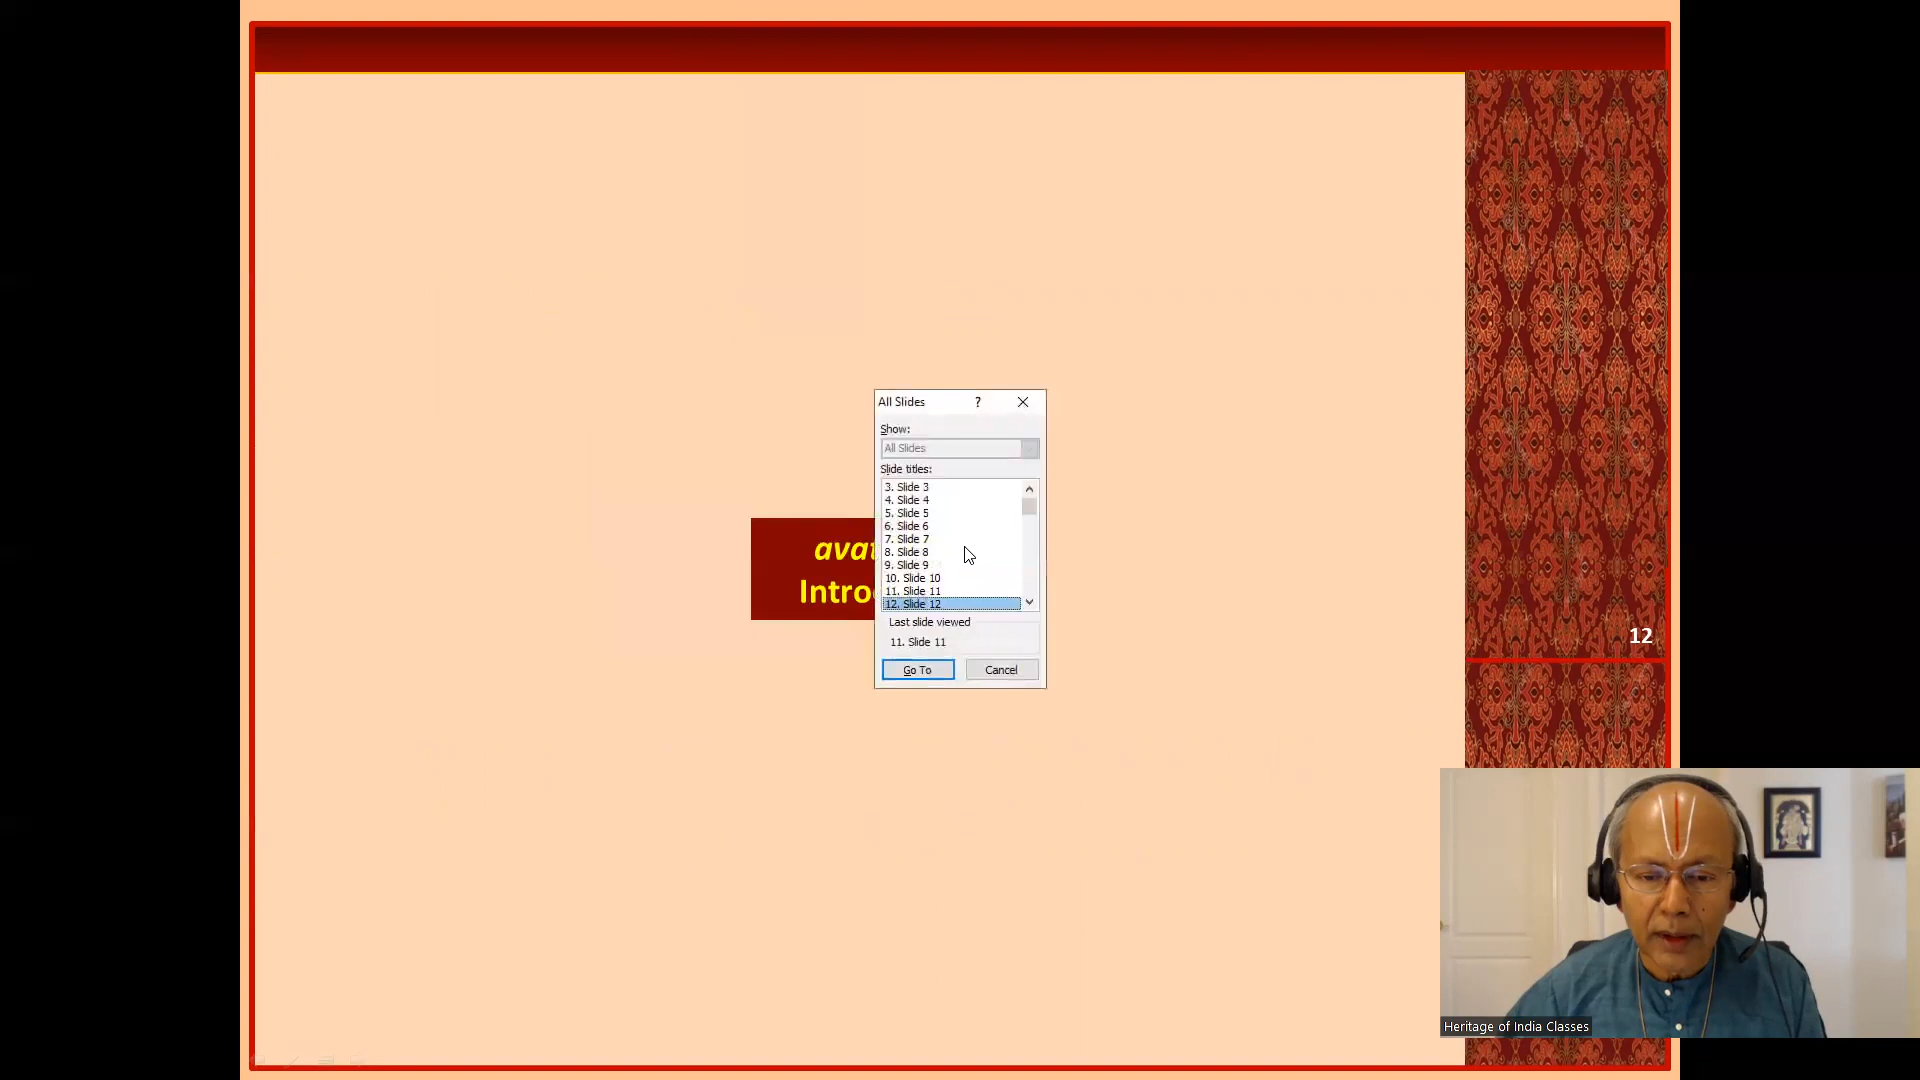 All Slides ?
Show:
All Slides
Slide titles:
3. Slide 3
4. Slide 4
5. Slide 5
6. Slide 6
7. Slide 7
8. Slide 8
9. Slide 9
10. Slide 10
11. Slide 11
12. Slide 12
Last slide viewed
11. Slide 11
Go To Cancel
12
Heritage of India Classes